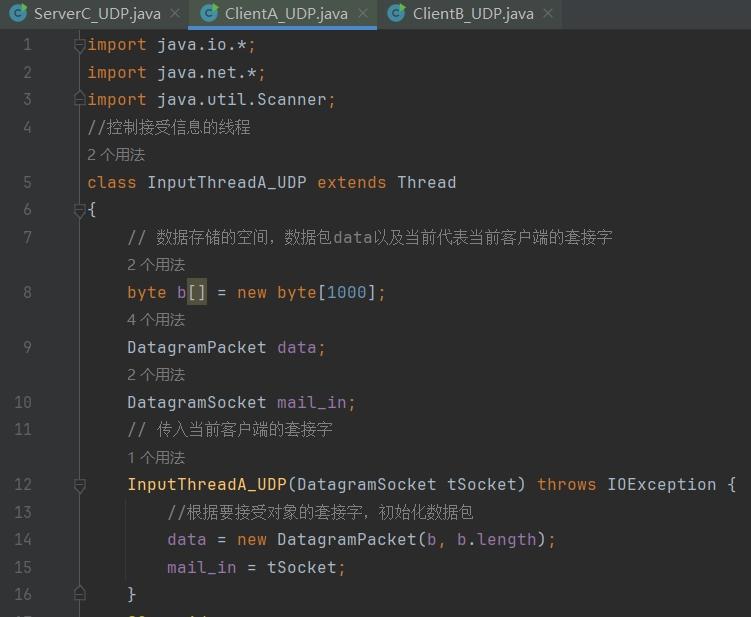 ServerC_UDP.java × ClientA_UDP.java × ClientB_UDP.java ×
1 import java.io.*;
2 import java.net.*;
3 import java.util.Scanner;
4 //控制接受信息的线程
2 个用法
5 class InputThreadA_UDP extends Thread
6 {
7 // 数据存储的空间，数据包data以及当前代表当前客户端的套接字
2 个用法
8 byte b[] = new byte[1000];
4 个用法
9 DatagramPacket data;
2 个用法
10 DatagramSocket mail_in;
11 // 传入当前客户端的套接字
1 个用法
12 InputThreadA_UDP(DatagramSocket tSocket) throws IOException {
13 //根据要接受对象的套接字，初始化数据包
14 data = new DatagramPacket(b, b.length);
15 mail_in = tSocket;
16 }